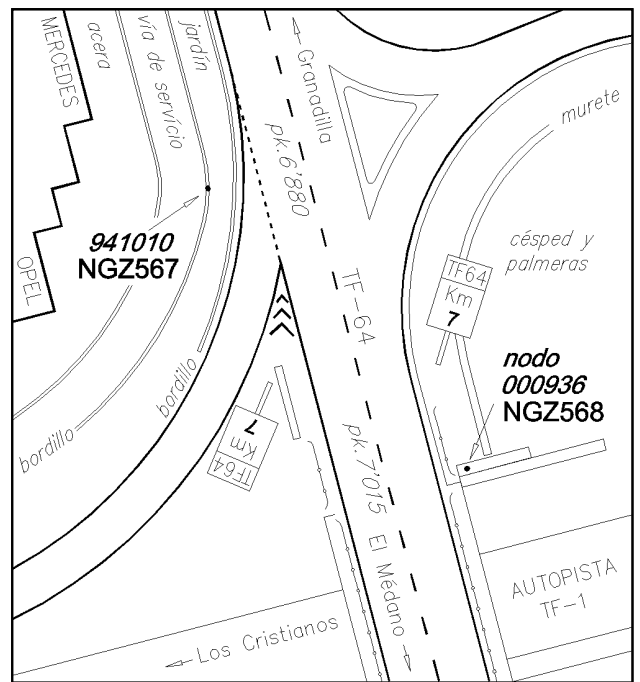 MERCEDES
acera
vía de servício
jardín
Granadilla
pk.6'880
murete
941010
NGZ567
OPEL
césped y
palmeras
TF64
Km
7
TF-64
nodo
000936
NGZ568
bordillo
bordillo
TF64
Km
7
pk.7'015
El Médano
AUTOPISTA
TF-1
Los Cristianos